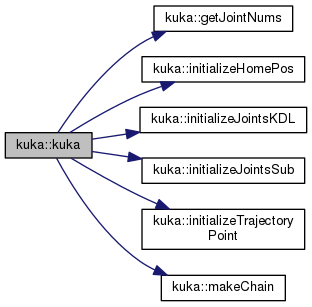 kuka::getJointNums
kuka::initializeHomePos
kuka::initializeJointsKDL
kuka::kuka
kuka::initializeJointsSub
kuka::initializeTrajectory
Point
kuka::makeChain